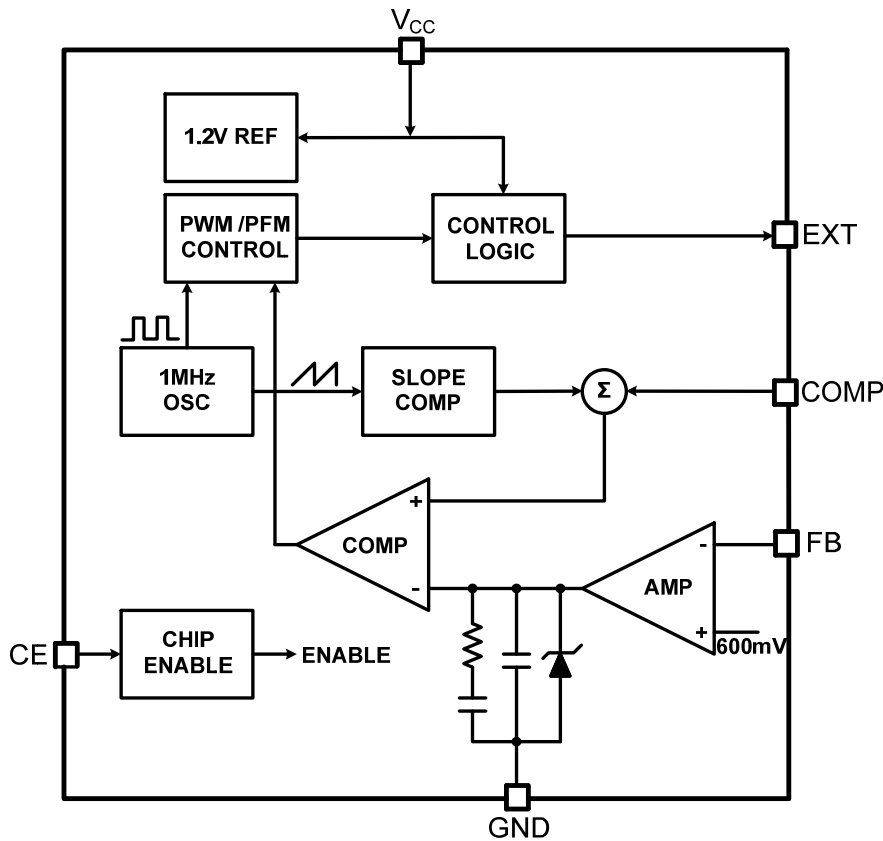 VCC
1.2V REF
PWM /PFM
CONTROL
CONTROL
LOGIC
EXT
1MHz
OSC
SLOPE
COMP
Σ
COMP
+
COMP
-
-
FB
AMP
+
600mV
CE
CHIP
ENABLE
ENABLE
GND